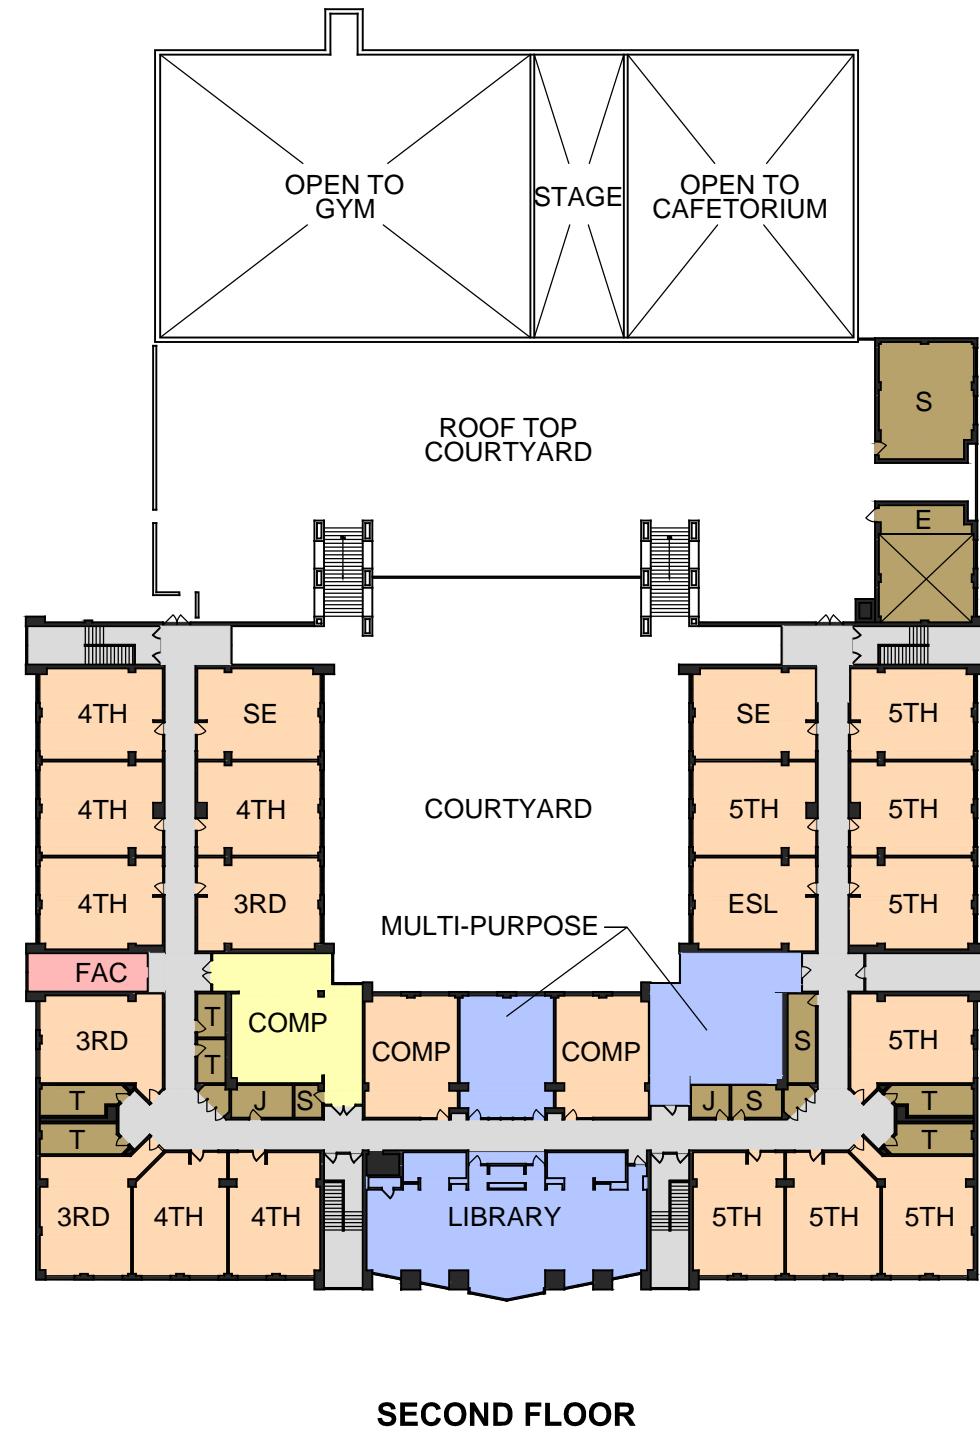 OPEN TO
GYM
STAGE
OPEN TO
CAFETORIUM
S
ROOF TOP
COURTYARD
E
4TH
SE
SE
5TH
4TH
4TH
COURTYARD
5TH
5TH
4TH
3RD
ESL
5TH
MULTI-PURPOSE
FAC
3RD
T
COMP
COMP
COMP
S
5TH
T
T
J
S
J
S
T
T
T
3RD
4TH
4TH
LIBRARY
5TH
5TH
5TH
SECOND FLOOR